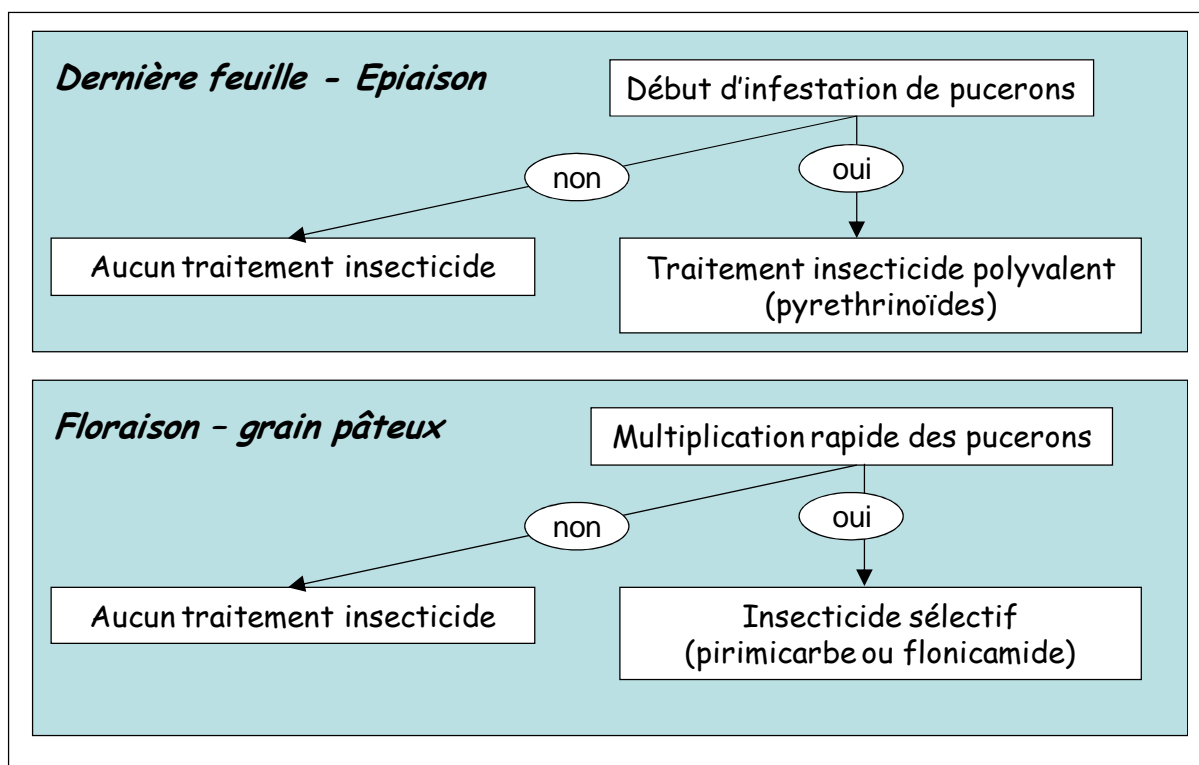 Dernière feuille - Epiaison
Début d'infestation de pucerons
non
oui
Aucun traitement insecticide
Traitement insecticide polyvalent
(pyrethrinoïdes)
Floraison – grain pâteux
Multiplication rapide des pucerons
non
oui
Aucun traitement insecticide
Insecticide sélectif
(pirimicarbe ou flonicamide)